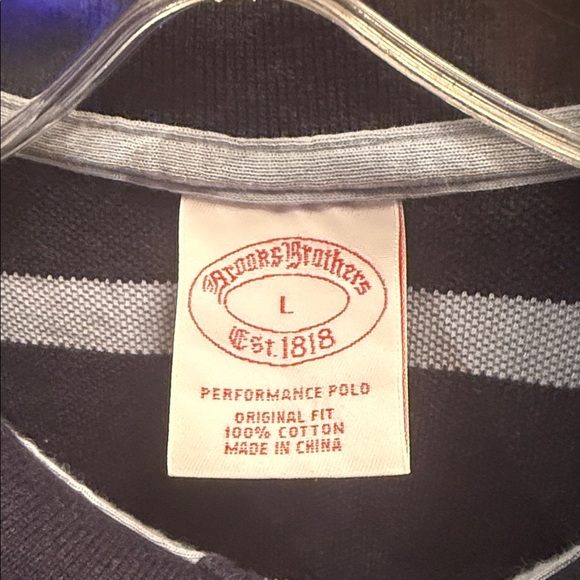 Brooks Brothers
L
Est. 1818
PERFORMANCE POLO
ORIGINAL FIT
100% COTTON
MADE IN CHINA